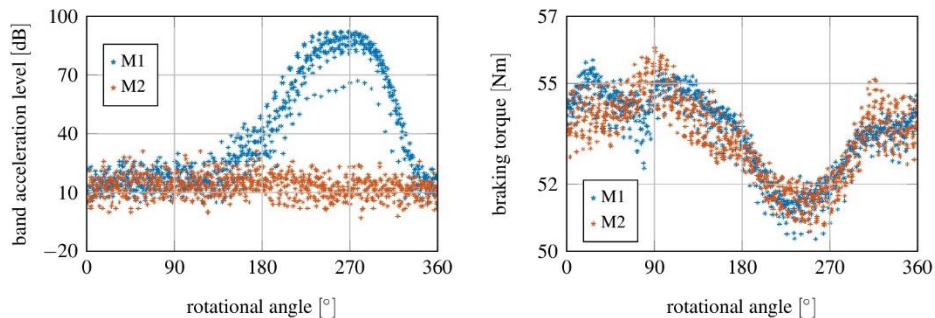 100
70
40
10
−20
band acceleration level [dB]
M1
M2
0 90 180 270 360
rotational angle [°]
57
55
52
50
braking torque [Nm]
M1
M2
0 90 180 270 360
rotational angle [°]